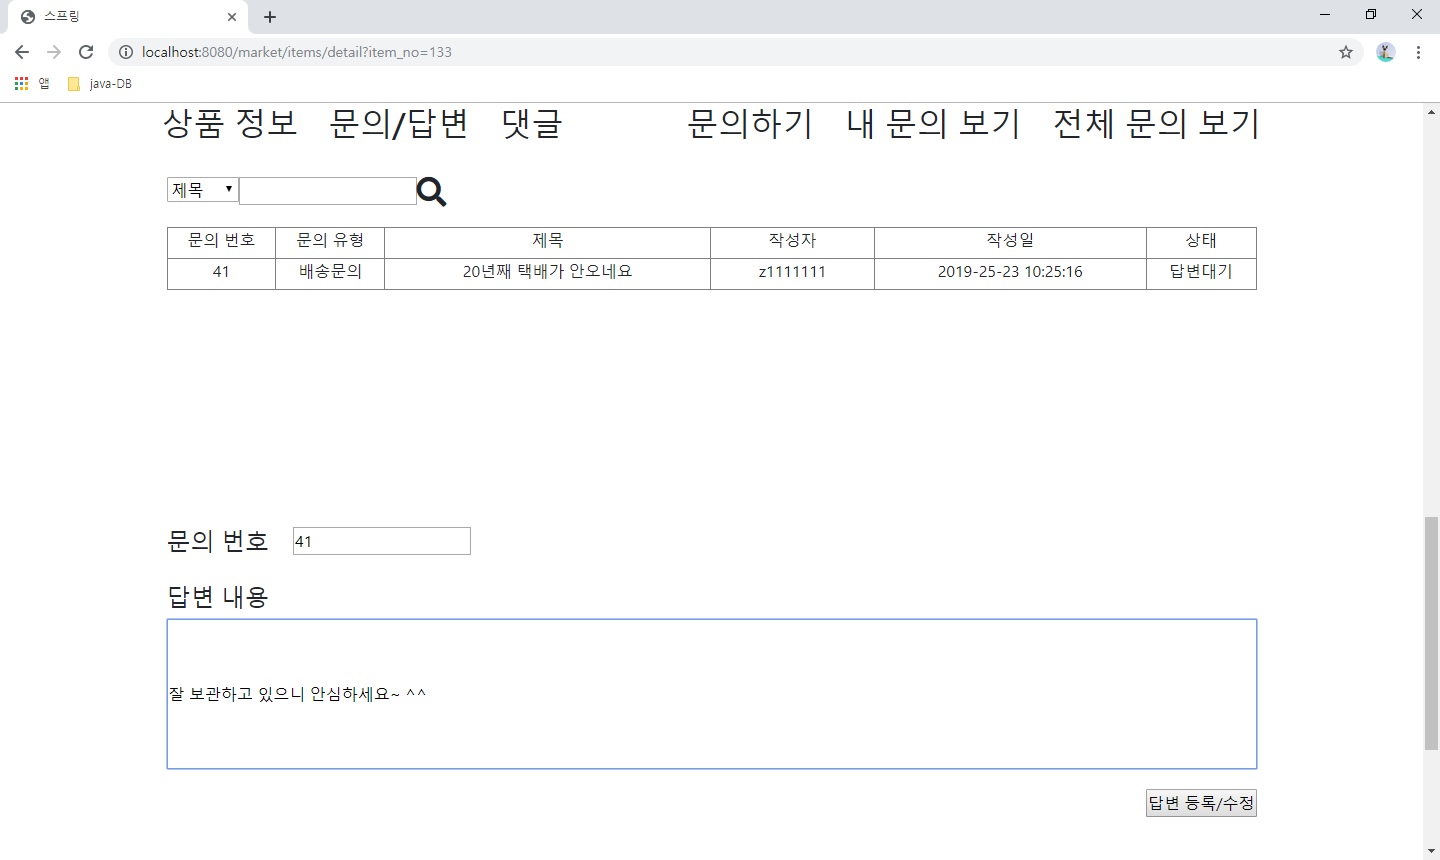 스프링
localhost:8080/market/items/detail?item_no=133
앱 java-DB
상품 정보 문의/답변 댓글 문의하기 내 문의 보기 전체 문의 보기
제목
문의 번호 문의 유형 제목 작성자 작성일 상태
41 배송문의 20년째 택배가 안오네요 z1111111 2019-25-23 10:25:16 답변대기
문의 번호 41
답변 내용
잘 보관하고 있으니 안심하세요~ ^^
답변 등록/수정